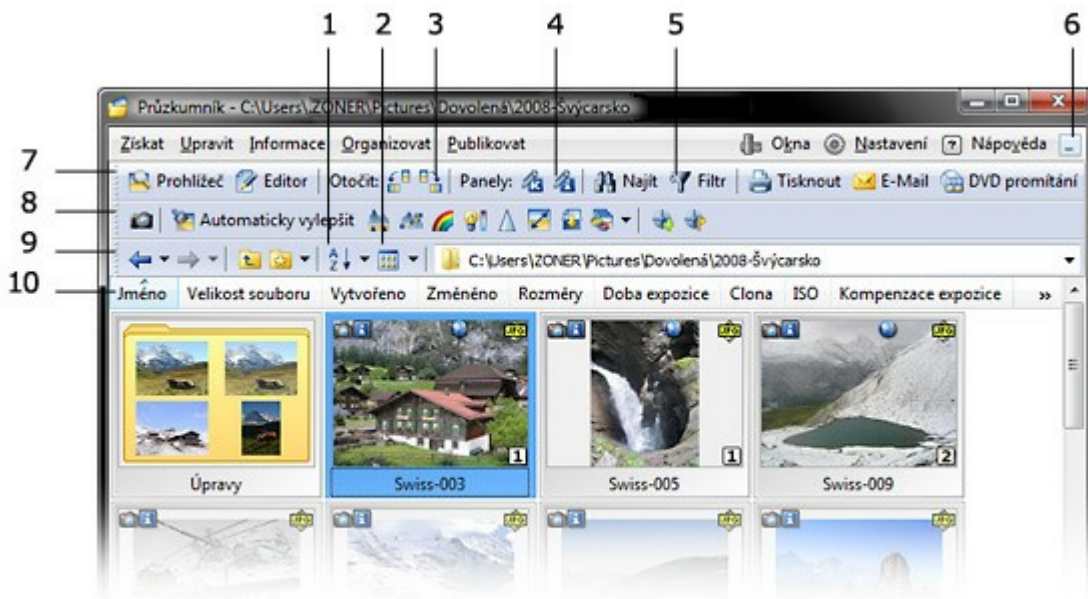 1 2 3 4 5 6
Průzkumník - C:\Users\ZONER\Pictures\Dovolená\2008-Švýcarsko
Získat Upravit Informace Organizovat Publikovat Okna Nastavení ? Nápověda
7
Prohlížeč Editor Otočit: Panely: Najít Filtr Tisknout E-Mail DVD promítání
8
Automaticky vylepšit
9
A Z C:\Users\ZONER\Pictures\Dovolená\2008-Švýcarsko
10
Jméno Velikost souboru Vytvořeno Změněno Rozměry Doba expozice Clona ISO Kompenzace expozice »
1 1 2
Úpravy Swiss-003 Swiss-005 Swiss-009